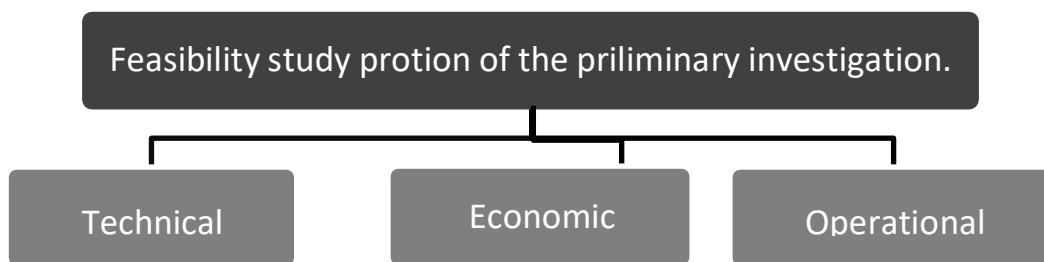 Feasibility study protion of the priliminary investigation.
Technical
Economic
Operational